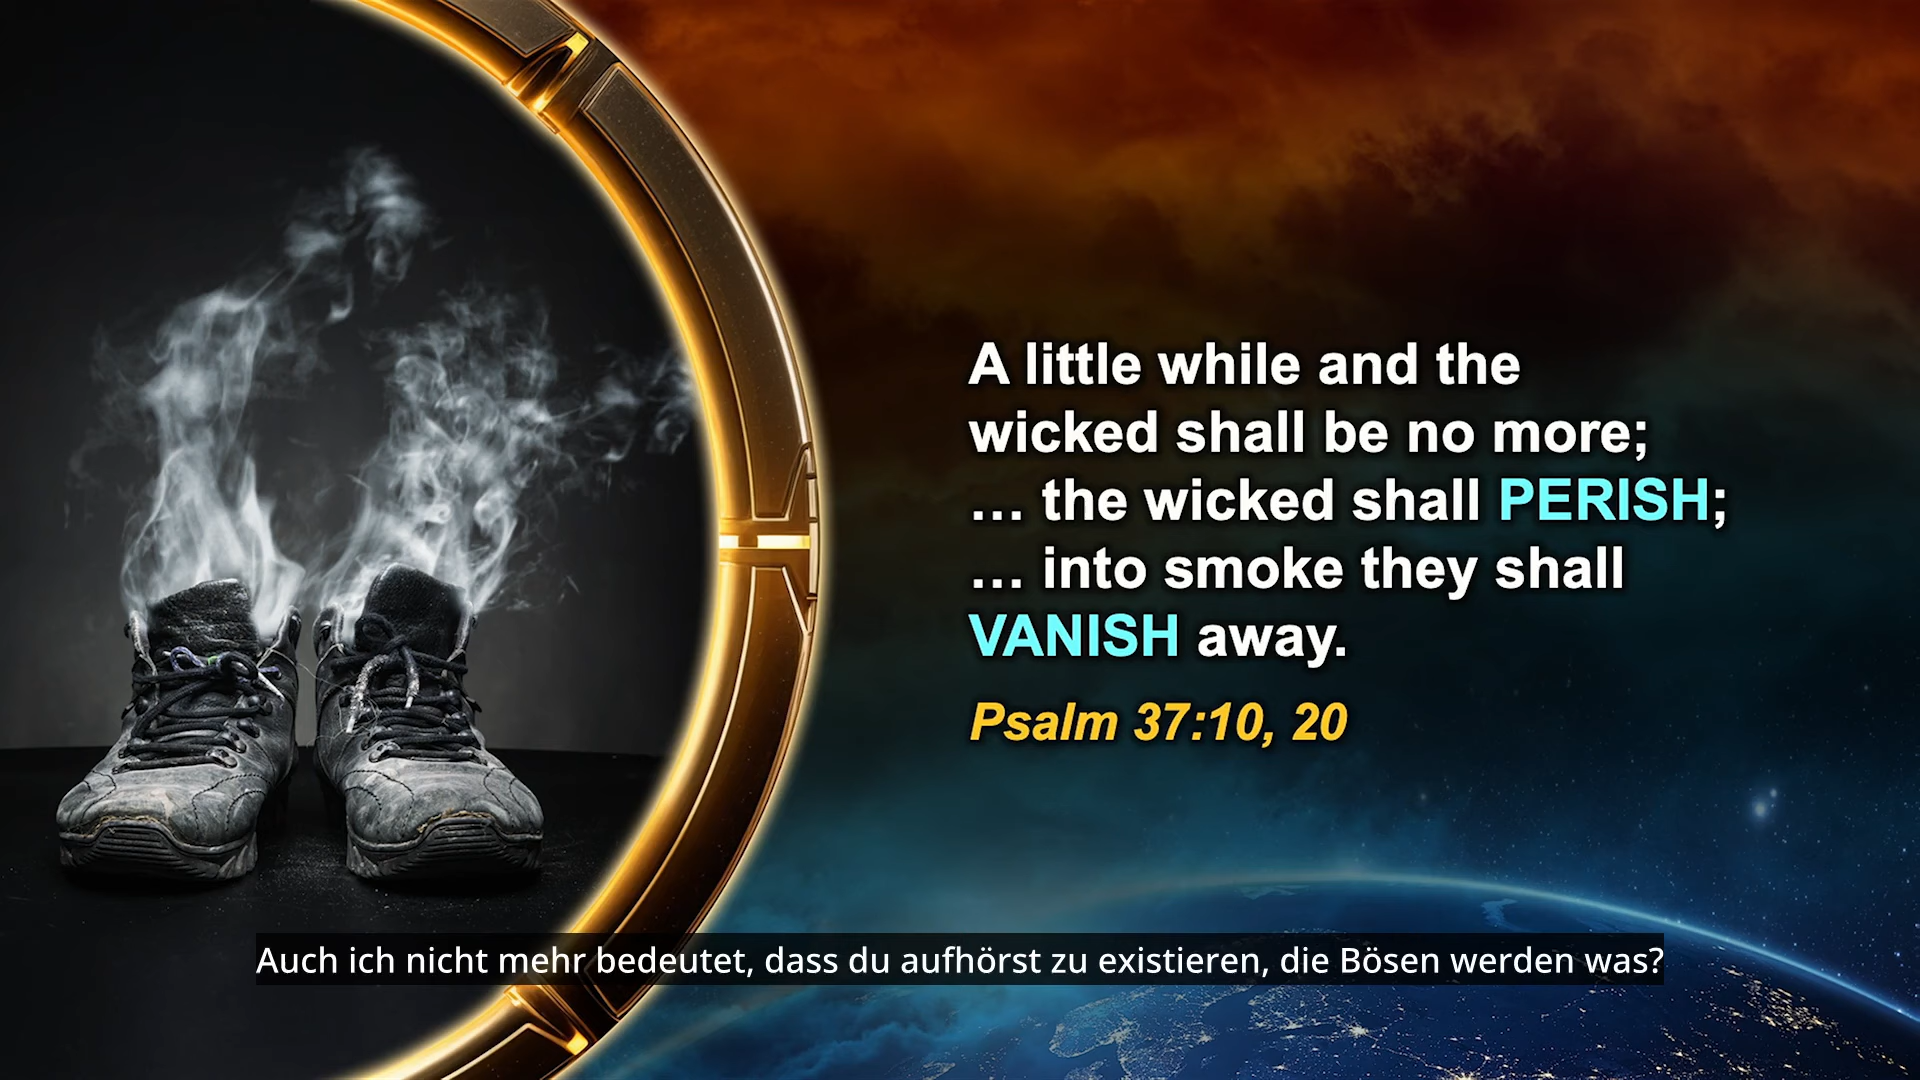 A little while and the
wicked shall be no more;
… the wicked shall PERISH;
… into smoke they shall
VANISH away.
Psalm 37:10, 20
Auch ich nicht mehr bedeutet, dass du aufhörst zu existieren, die Bösen werden was?